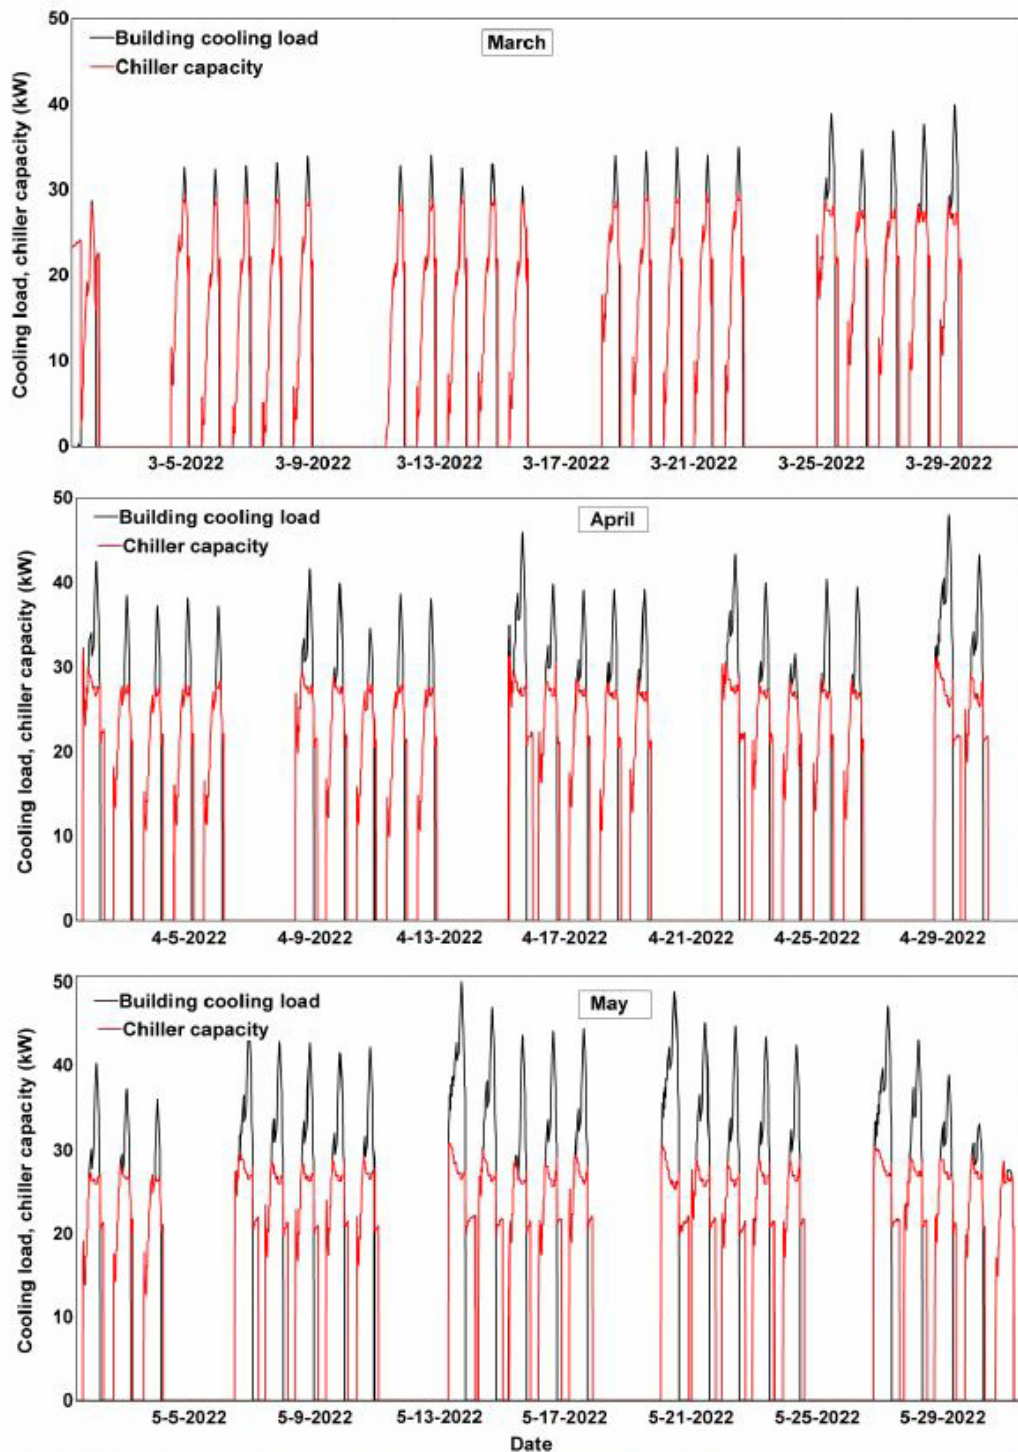 50
Building cooling load
March
Chiller capacity
40
30
20
10
0
Cooling load, chiller capacity (kW)
3-5-2022 3-9-2022 3-13-2022 3-17-2022 3-21-2022 3-25-2022 3-29-2022
50
Building cooling load
April
Chiller capacity
40
30
20
10
0
Cooling load, chiller capacity (kW)
4-5-2022 4-9-2022 4-13-2022 4-17-2022 4-21-2022 4-25-2022 4-29-2022
50
Building cooling load
May
Chiller capacity
40
30
20
10
0
Cooling load, chiller capacity (kW)
5-5-2022 5-9-2022 5-13-2022 5-17-2022 5-21-2022 5-25-2022 5-29-2022
Date